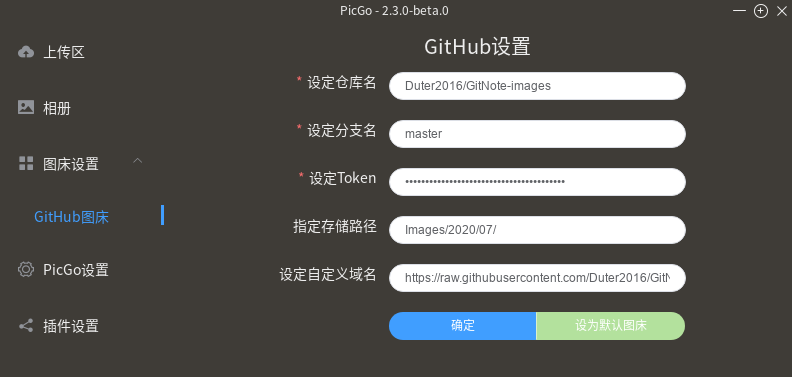 PicGo - 2.3.0-beta.0
上传区
相册
图床设置
GitHub图床
PicGo设置
插件设置
GitHub设置
* 设定仓库名 Duter2016/GitNote-images
* 设定分支名 master
* 设定Token ••••••••••••••••••••••••••••••••••••••••
指定存储路径 Images/2020/07/
设定自定义域名 https://raw.githubusercontent.com/Duter2016/Git
确定 设为默认图床